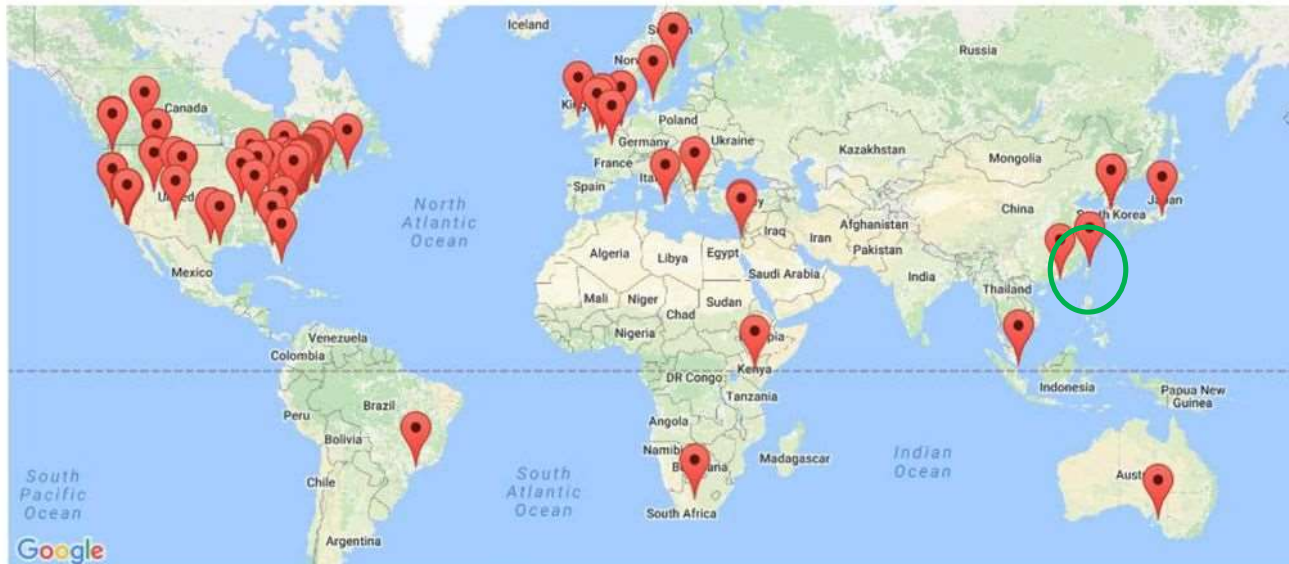 Iceland
Russia
Canada
Poland
Ukraine
Germany
Kazakhstan
Mongolia
France
Spain
North
Atlantic
Ocean
South Korea
China
Afghanistan
Iraq
Iran
Pakistan
Algeria
Libya
Egypt
Saudi Arabia
India
Thailand
Mexico
Mali
Niger
Sudan
Chad
Nigeria
Venezuela
Colombia
Kenya
DR Congo
Indonesia
Papua New
Guinea
Tanzania
Peru
Brazil
Angola
Bolivia
Madagascar
Indian
Ocean
South
Pacific
Ocean
Chile
South
Atlantic
Ocean
South Africa
Argentina
Google